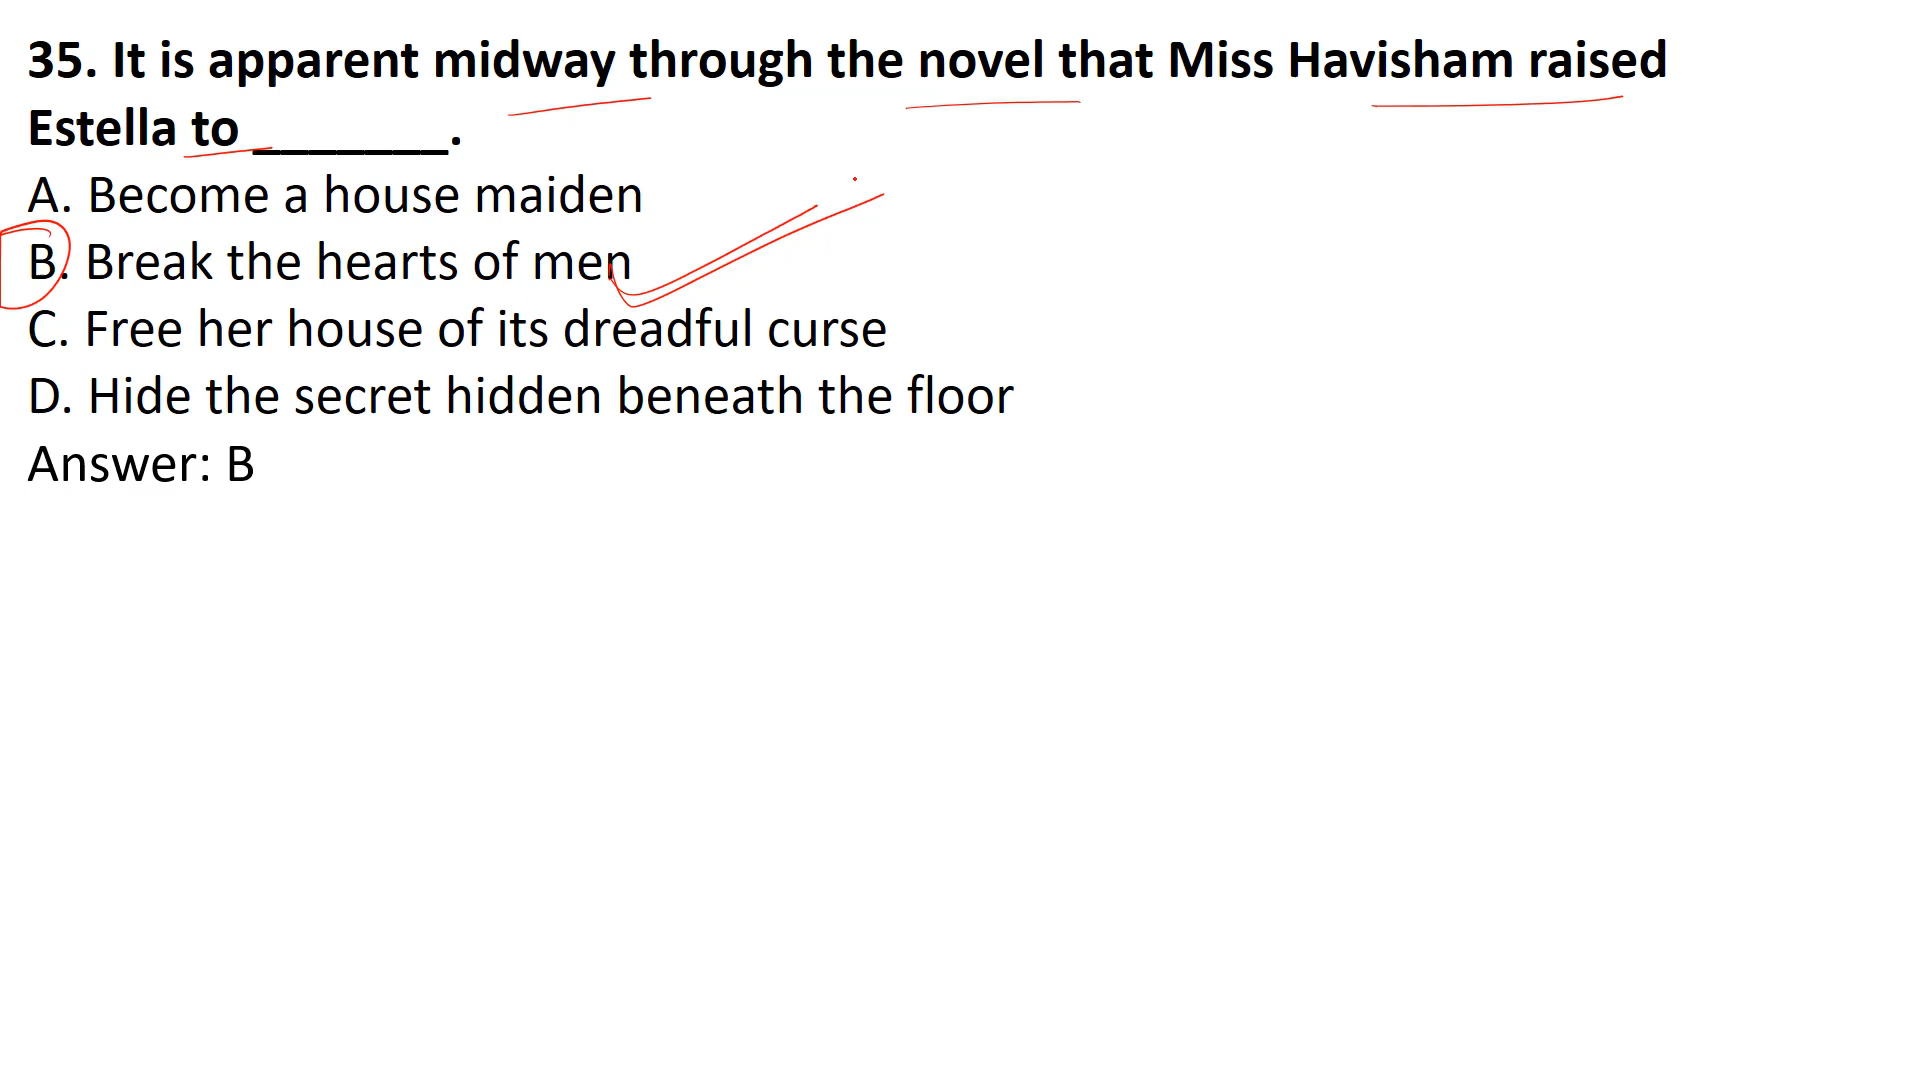 35. It is apparent midway through the novel that Miss Havisham raised
Estella to _______.
A. Become a house maiden
B. Break the hearts of men
C. Free her house of its dreadful curse
D. Hide the secret hidden beneath the floor
Answer: B